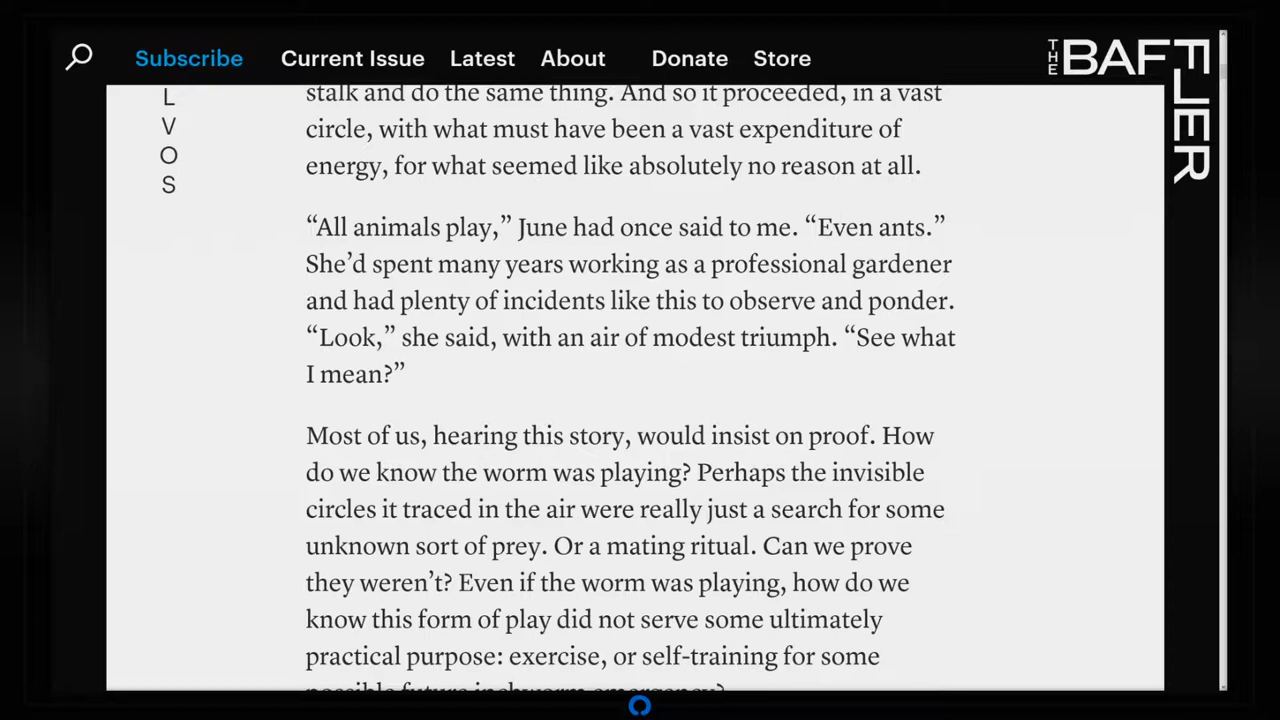 Subscribe
Current Issue
Latest
About
Donate
Store
THE BAFFLER
L
V
O
S
stalk and do the same thing. And so it proceeded, in a vast
circle, with what must have been a vast expenditure of
energy, for what seemed like absolutely no reason at all.
“All animals play,” June had once said to me. “Even ants.”
She’d spent many years working as a professional gardener
and had plenty of incidents like this to observe and ponder.
“Look,” she said, with an air of modest triumph. “See what
I mean?”
Most of us, hearing this story, would insist on proof. How
do we know the worm was playing? Perhaps the invisible
circles it traced in the air were really just a search for some
unknown sort of prey. Or a mating ritual. Can we prove
they weren’t? Even if the worm was playing, how do we
know this form of play did not serve some ultimately
practical purpose: exercise, or self-training for some
possible future inchworm emergency?